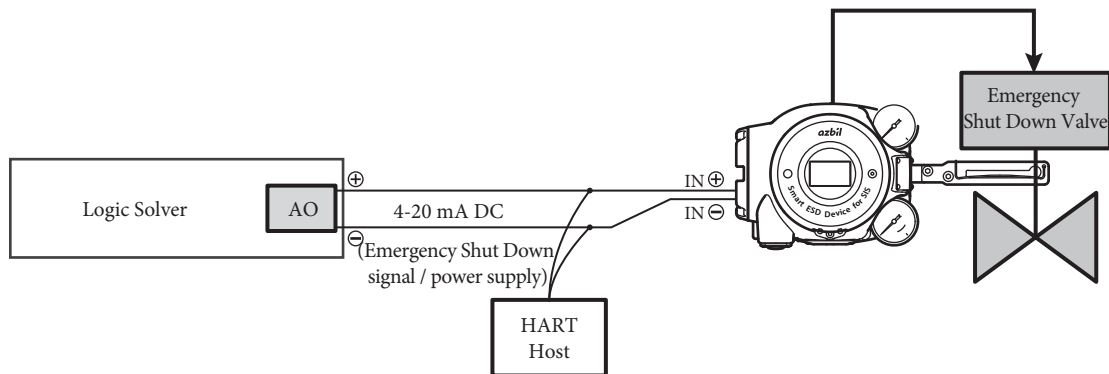 azbil
Emergency
Shut Down Valve
Smart ESD Device for SIS
Logic Solver
AO
⊕
4-20 mA DC
⊖
(Emergency Shut Down
signal / power supply)
IN ⊕
IN ⊖
HART
Host